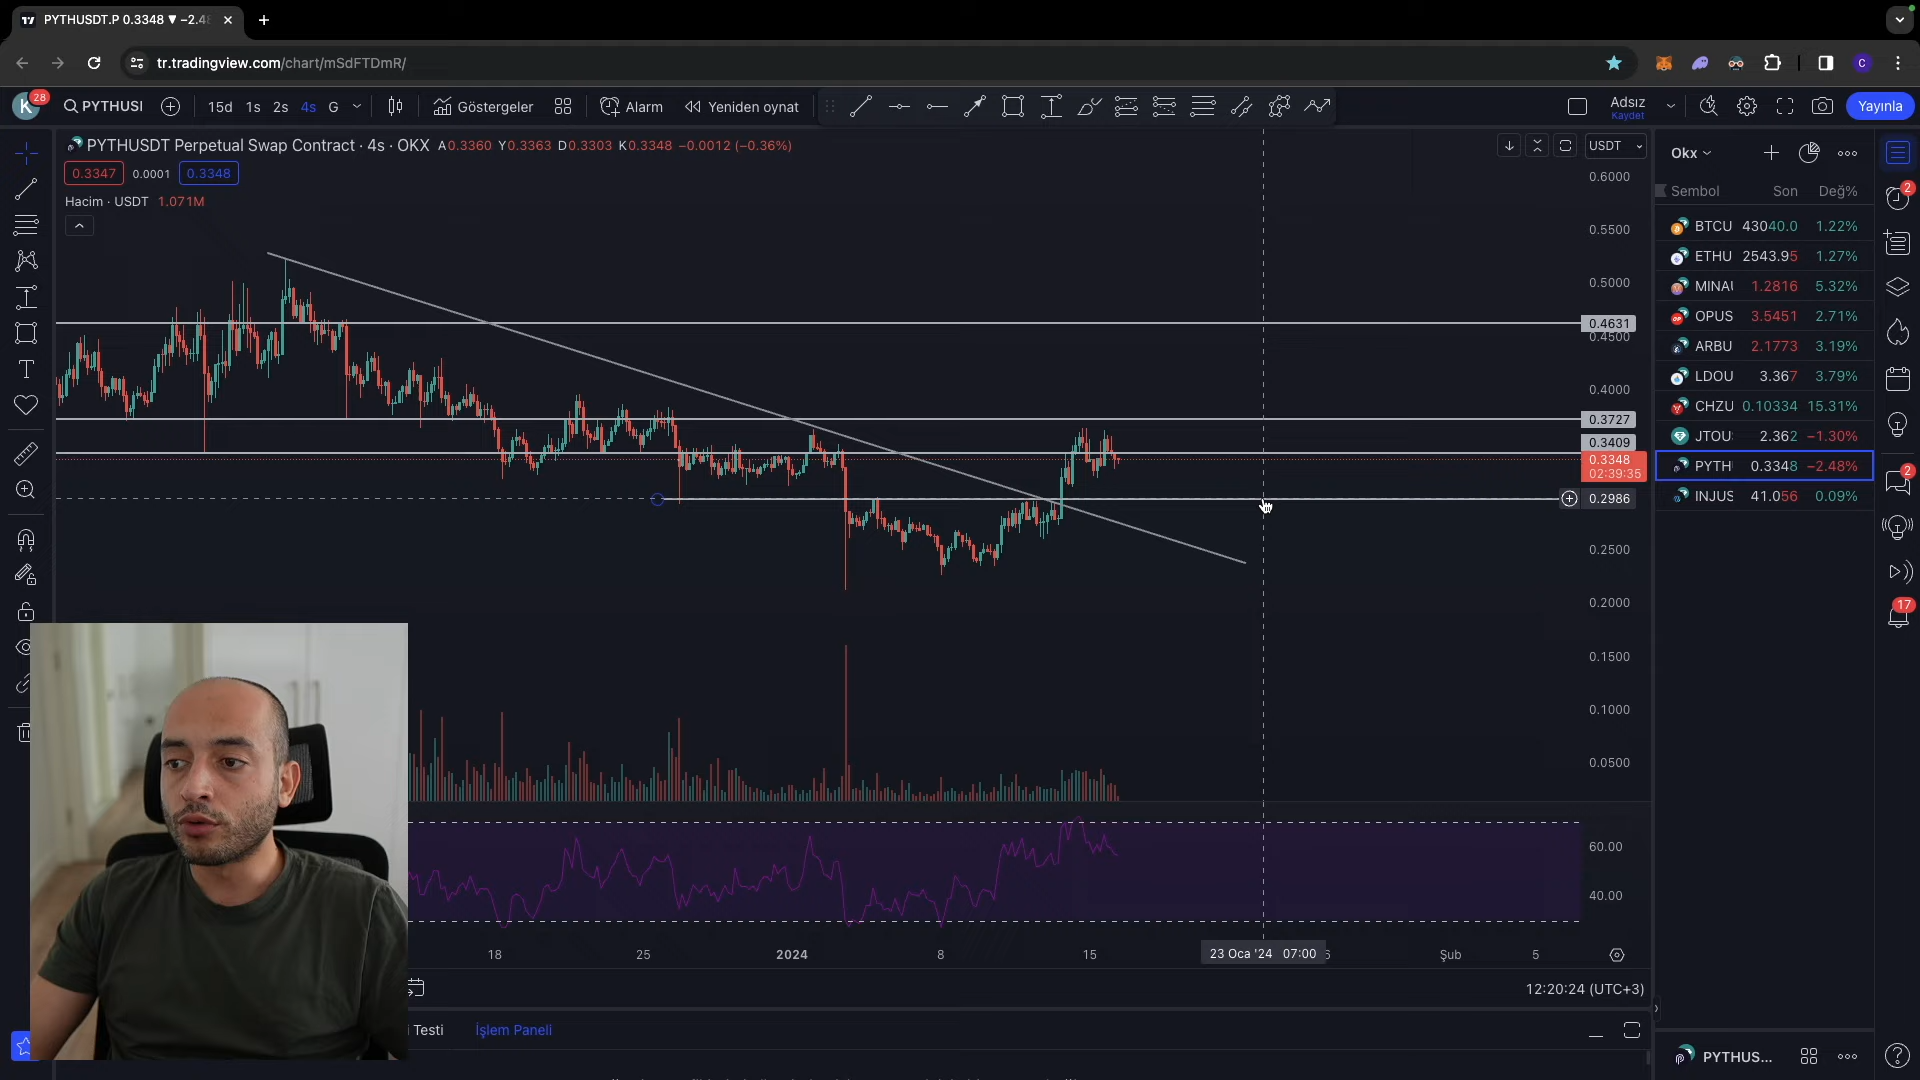 PYTHUSDT.P 0.3348 ▼ −2.48
tr.tradingview.com/chart/mSdFTDmR/
C
K 28 PYTHUSI 15d 1s 2s 4s G Göstergeler Alarm Yeniden oynat Adsız Kaydet Yayınla
PYTHUSDT Perpetual Swap Contract · 4s · OKX A0.3360 Y0.3363 D0.3303 K0.3348 −0.0012 (−0.36%)
USDT
0.3347 0.0001 0.3348
Hacim · USDT 1.071M
0.6000
0.5500
0.5000
0.4631
0.4500
0.4000
0.3727
0.3409
0.3348
02:39:35
0.2986
0.2500
0.2000
0.1500
0.1000
0.0500
60.00
40.00
18 25 2024 8 15 23 Oca '24 07:00 6 Şub 5
12:20:24 (UTC+3)
Testi İşlem Paneli
Okx
Sembol Son Değ%
BTCU 43040.0 1.22%
ETHU 2543.95 1.27%
MINAU 1.2816 5.32%
OPUS 3.5451 2.71%
ARBU 2.1773 3.19%
LDOU 3.367 3.79%
CHZU 0.10334 15.31%
JTOU 2.362 −1.30%
PYTH 0.3348 −2.48%
INJUS 41.056 0.09%
PYTHUS...
2
2
17